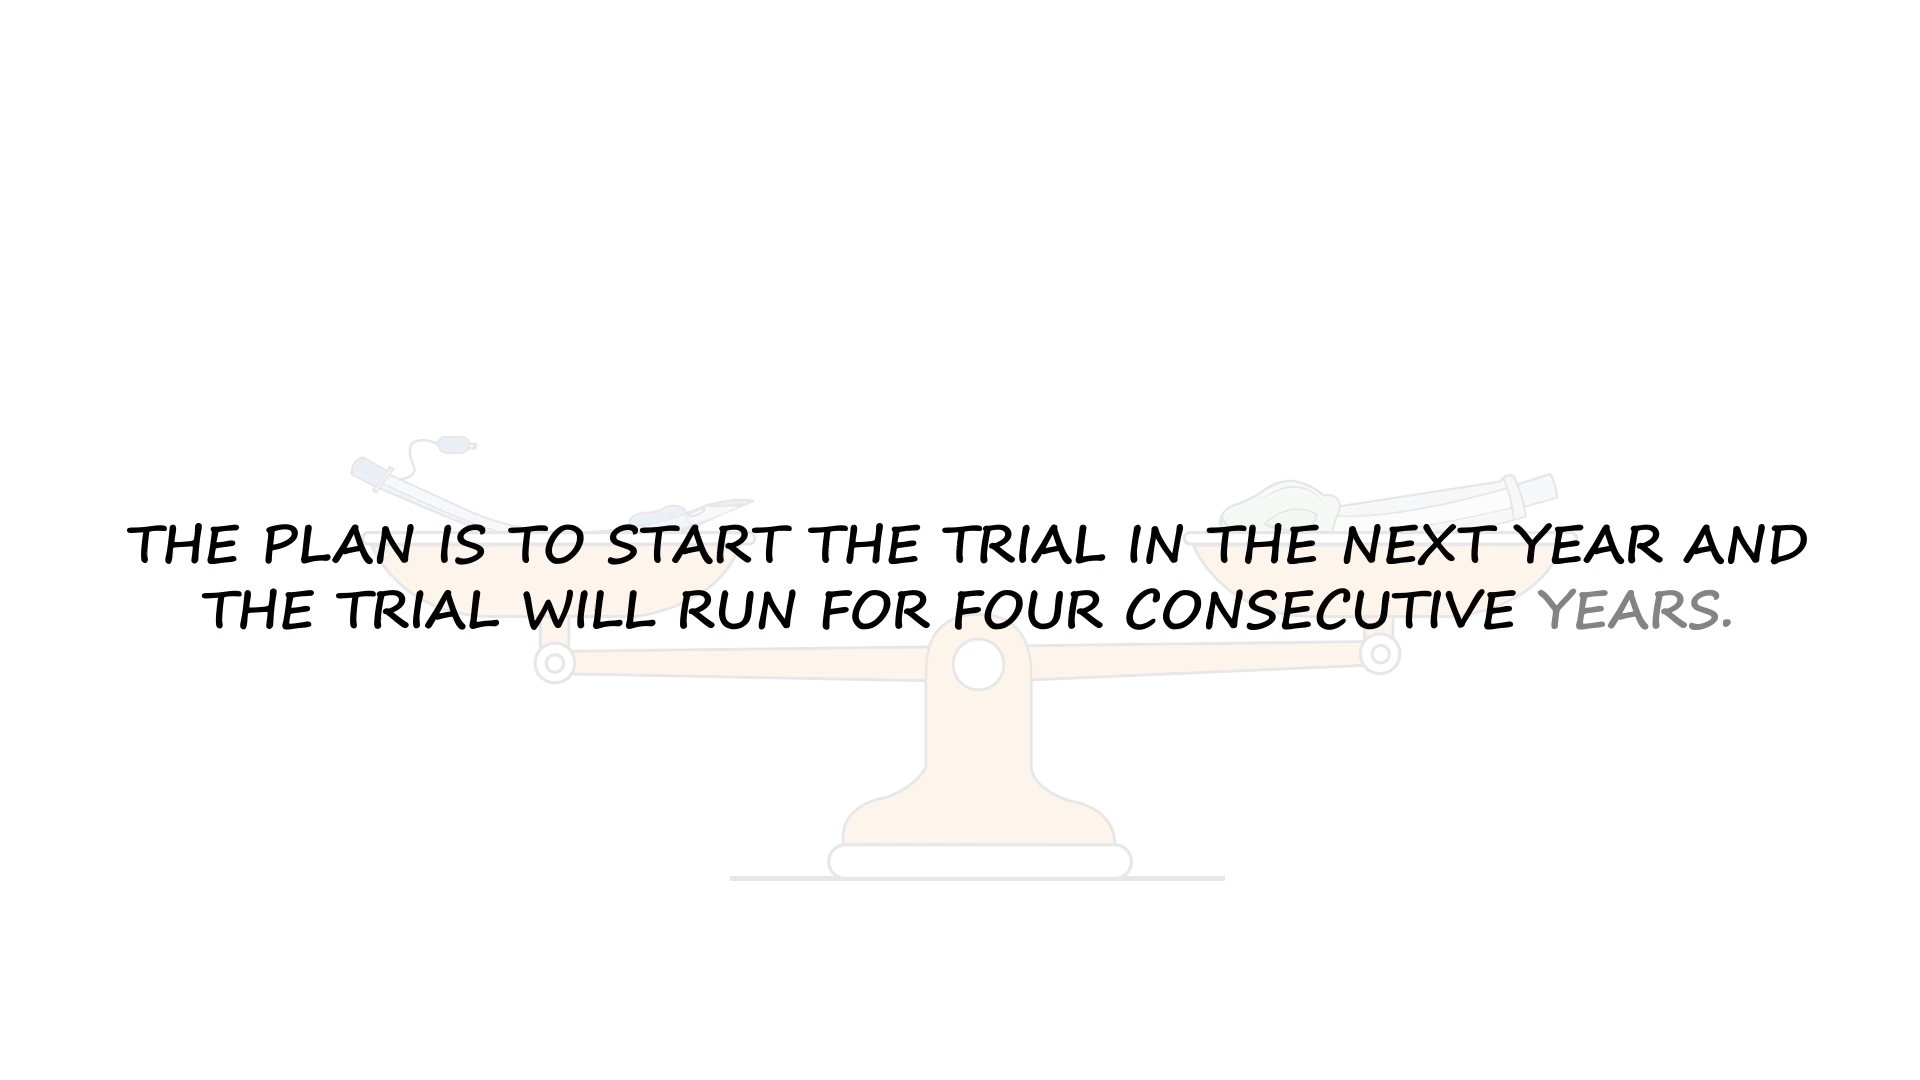 THE PLAN IS TO START THE TRIAL IN THE NEXT YEAR AND
THE TRIAL WILL RUN FOR FOUR CONSECUTIVE YEARS.